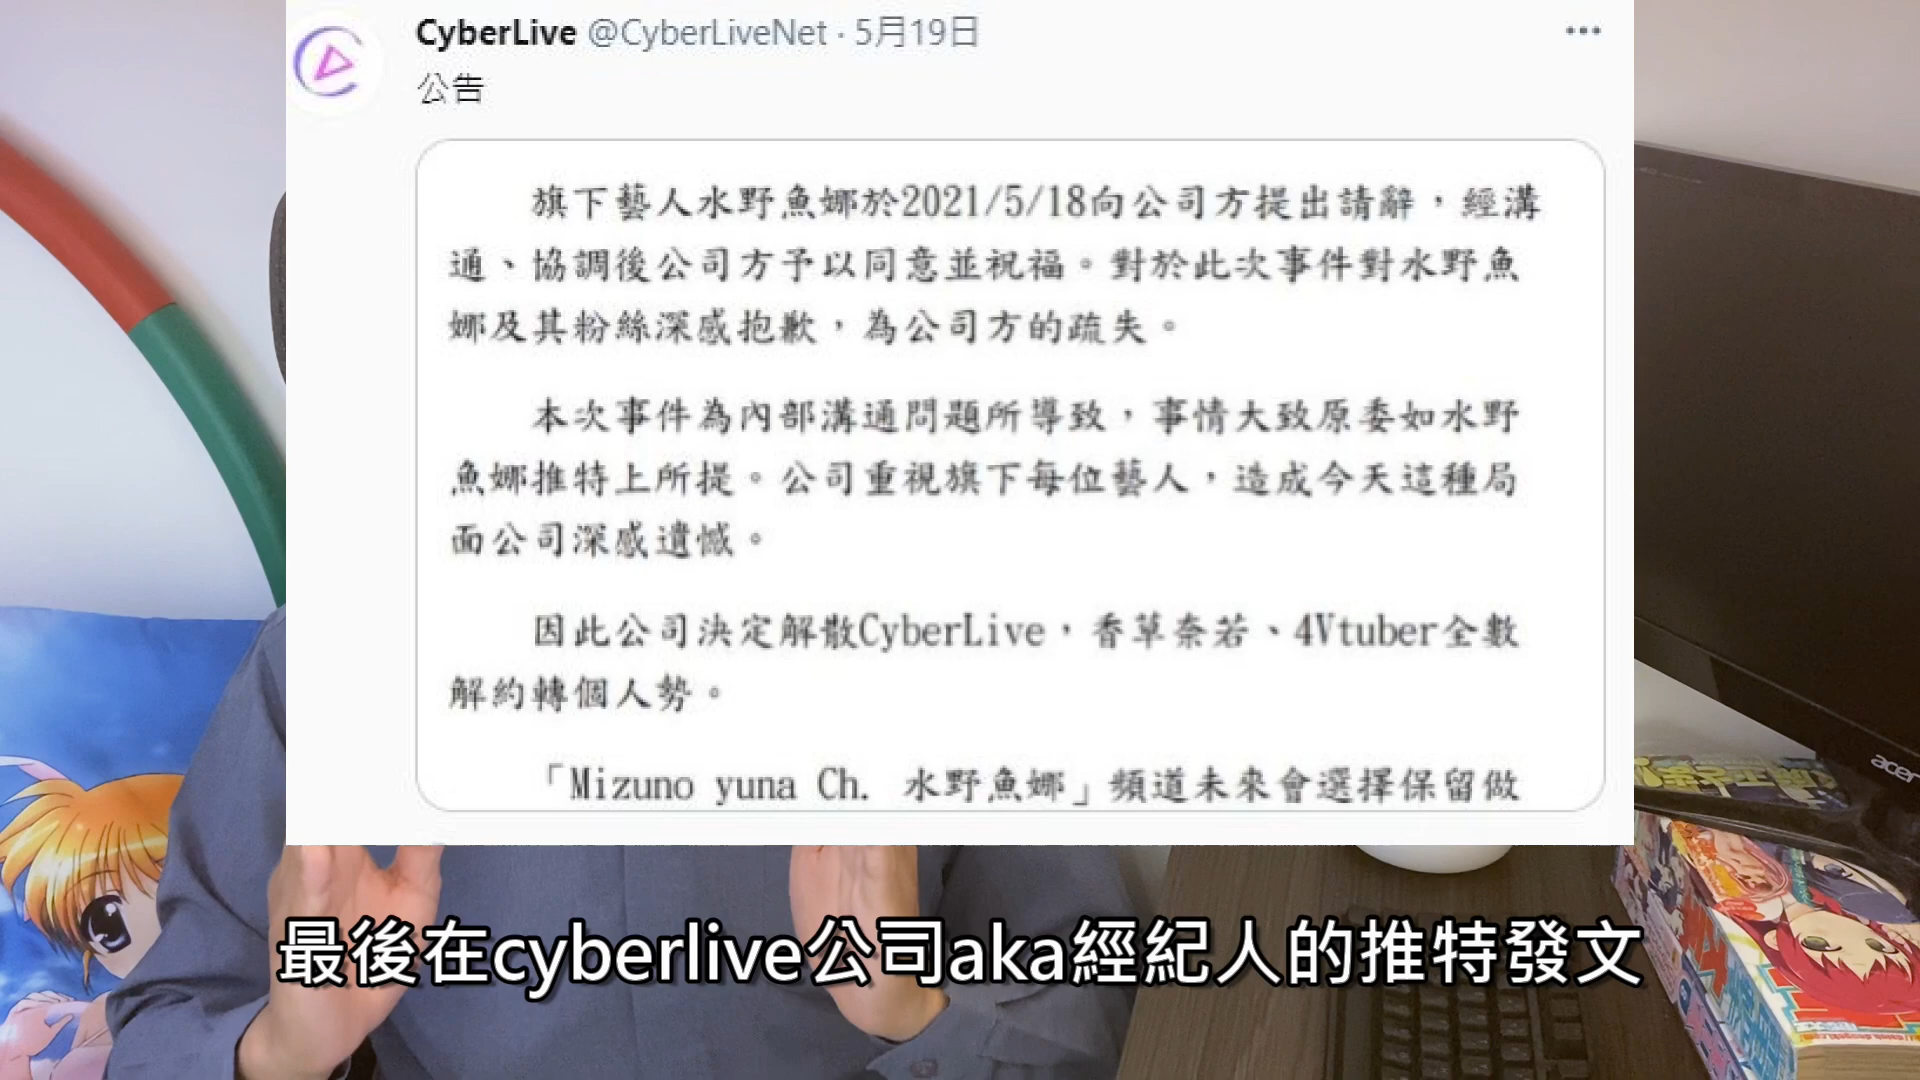 CyberLive @CyberLiveNet · 5月19日
公告
旗下藝人水野魚娜於2021/5/18向公司方提出請辭，經溝
通、協調後公司方予以同意並祝福。對於此次事件對水野魚
娜及其粉絲深感抱歉，為公司方的疏失。
本次事件為內部溝通問題所導致，事情大致原委如水野
魚娜推特上所提。公司重視旗下每位藝人，造成今天這種局
面公司深感遺憾。
因此公司決定解散CyberLive，香草奈若、4Vtuber全數
解約轉個人勢。
「Mizuno yuna Ch. 水野魚娜」頻道未來會選擇保留做
acer
最後在cyberlive公司aka經紀人的推特發文